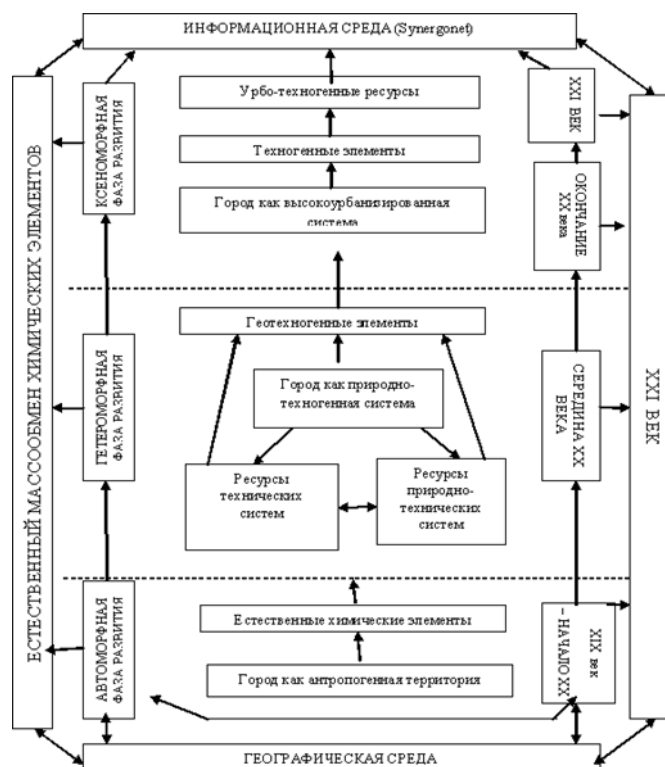 ИНФОРМАЦИОННАЯ СРЕДА (Synergonet)
ЕСТЕСТВЕННЫЙ МАССООБМЕН ХИМИЧЕСКИХ ЭЛЕМЕНТОВ
КСЕНОМОРФНАЯ
ФАЗА РАЗВИТИЯ
Урбо-техногенные ресурсы
Техногенные элементы
Город как высокоурбанизированная
система
XXI ВЕК
ОКОНЧАНИЕ
XX века
XXI ВЕК
ГЕТЕРОМОРФНАЯ
ФАЗА РАЗВИТИЯ
Геотехногенные элементы
Город как природно-
техногенная система
Ресурсы
технических
систем
Ресурсы
природно-
технических
систем
СЕРЕДИНА XX
ВЕКА
АВТОМОРФНАЯ
ФАЗА РАЗВИТИЯ
Естественные химические элементы
Город как антропогенная территория
XIX век
– НАЧАЛО XX
ГЕОГРАФИЧЕСКАЯ СРЕДА